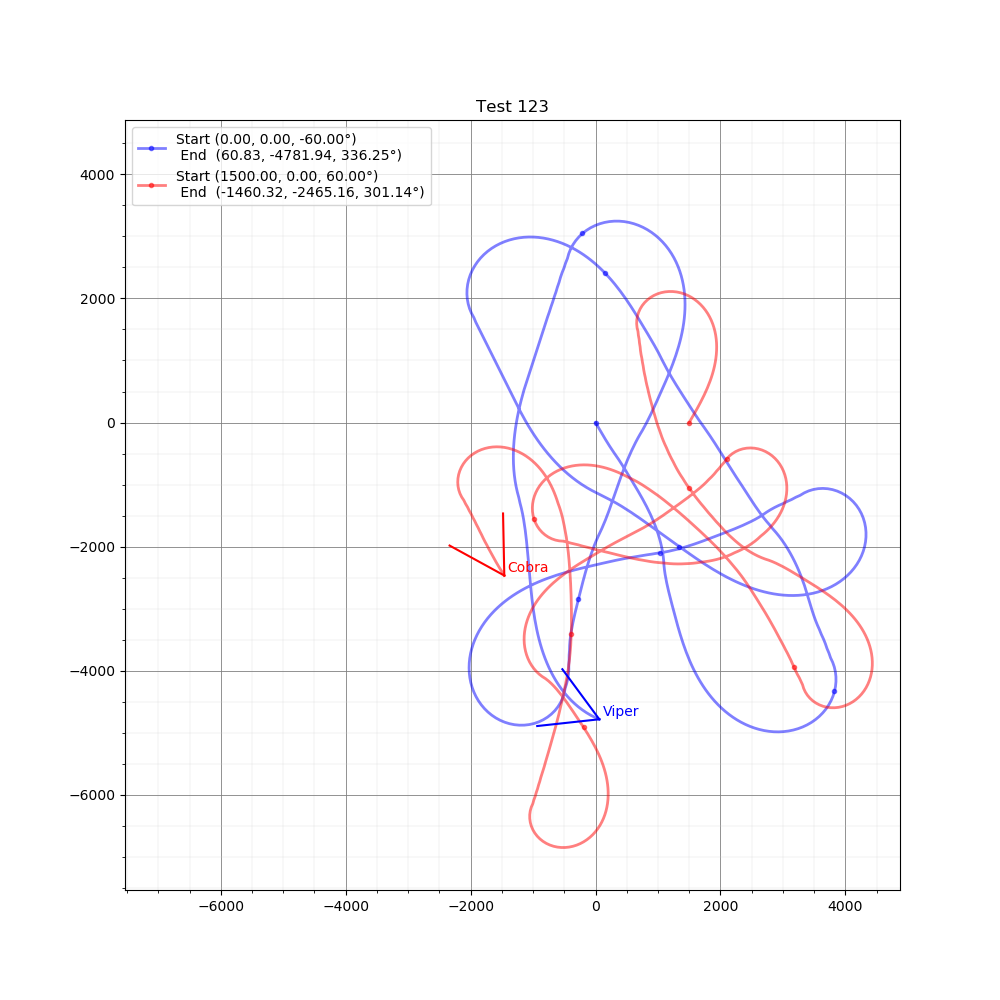 Test 123
Start (0.00, 0.00, -60.00°)
End  (60.83, -4781.94, 336.25°)
Start (1500.00, 0.00, 60.00°)
End  (-1460.32, -2465.16, 301.14°)
4000
2000
0
−2000
−4000
−6000
Cobra
Viper
−6000 −4000 −2000 0 2000 4000